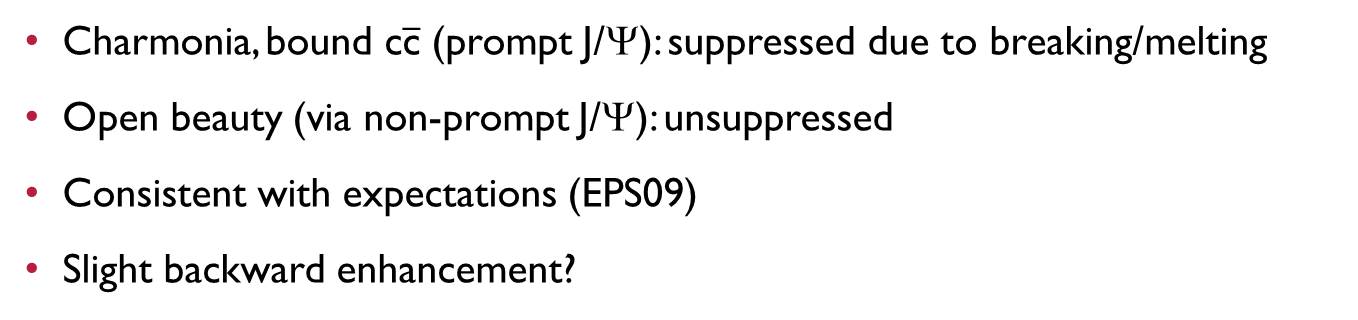 • Charmonia, bound cc̄ (prompt J/Ψ): suppressed due to breaking/melting
• Open beauty (via non-prompt J/Ψ): unsuppressed
• Consistent with expectations (EPS09)
• Slight backward enhancement?